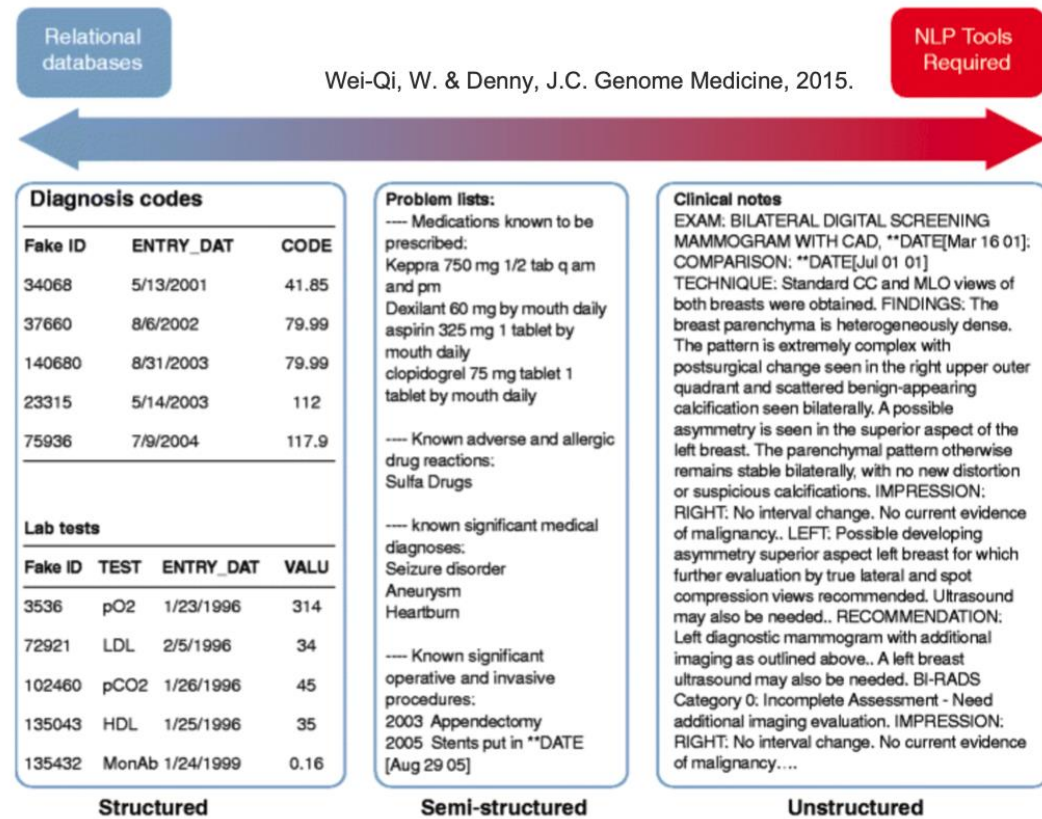 Relational
databases
NLP Tools
Required
Wei-Qi, W. & Denny, J.C. Genome Medicine, 2015.
Diagnosis codes
Fake ID ENTRY_DAT CODE
34068 5/13/2001 41.85
37660 8/6/2002 79.99
140680 8/31/2003 79.99
23315 5/14/2003 112
75936 7/9/2004 117.9
Lab tests
Fake ID TEST ENTRY_DAT VALU
3536 pO2 1/23/1996 314
72921 LDL 2/5/1996 34
102460 pCO2 1/26/1996 45
135043 HDL 1/25/1996 35
135432 MonAb 1/24/1999 0.16
Structured
Problem lists:
---- Medications known to be
prescribed:
Keppra 750 mg 1/2 tab q am
and pm
Dexilant 60 mg by mouth daily
aspirin 325 mg 1 tablet by
mouth daily
clopidogrel 75 mg tablet 1
tablet by mouth daily
---- Known adverse and allergic
drug reactions:
Sulfa Drugs
---- known significant medical
diagnoses:
Seizure disorder
Aneurysm
Heartburn
---- Known significant
operative and invasive
procedures:
2003 Appendectomy
2005 Stents put in **DATE
[Aug 29 05]
Semi-structured
Clinical notes
EXAM: BILATERAL DIGITAL SCREENING
MAMMOGRAM WITH CAD, **DATE[Mar 16 01];
COMPARISON: **DATE[Jul 01 01]
TECHNIQUE: Standard CC and MLO views of
both breasts were obtained. FINDINGS: The
breast parenchyma is heterogeneously dense.
The pattern is extremely complex with
postsurgical change seen in the right upper outer
quadrant and scattered benign-appearing
calcification seen bilaterally. A possible
asymmetry is seen in the superior aspect of the
left breast. The parenchymal pattern otherwise
remains stable bilaterally, with no new distortion
or suspicious calcifications. IMPRESSION:
RIGHT: No interval change. No current evidence
of malignancy.. LEFT: Possible developing
asymmetry superior aspect left breast for which
further evaluation by true lateral and spot
compression views recommended. Ultrasound
may also be needed.. RECOMMENDATION:
Left diagnostic mammogram with additional
imaging as outlined above.. A left breast
ultrasound may also be needed. BI-RADS
Category 0: Incomplete Assessment - Need
additional imaging evaluation. IMPRESSION:
RIGHT: No interval change. No current evidence
of malignancy....
Unstructured